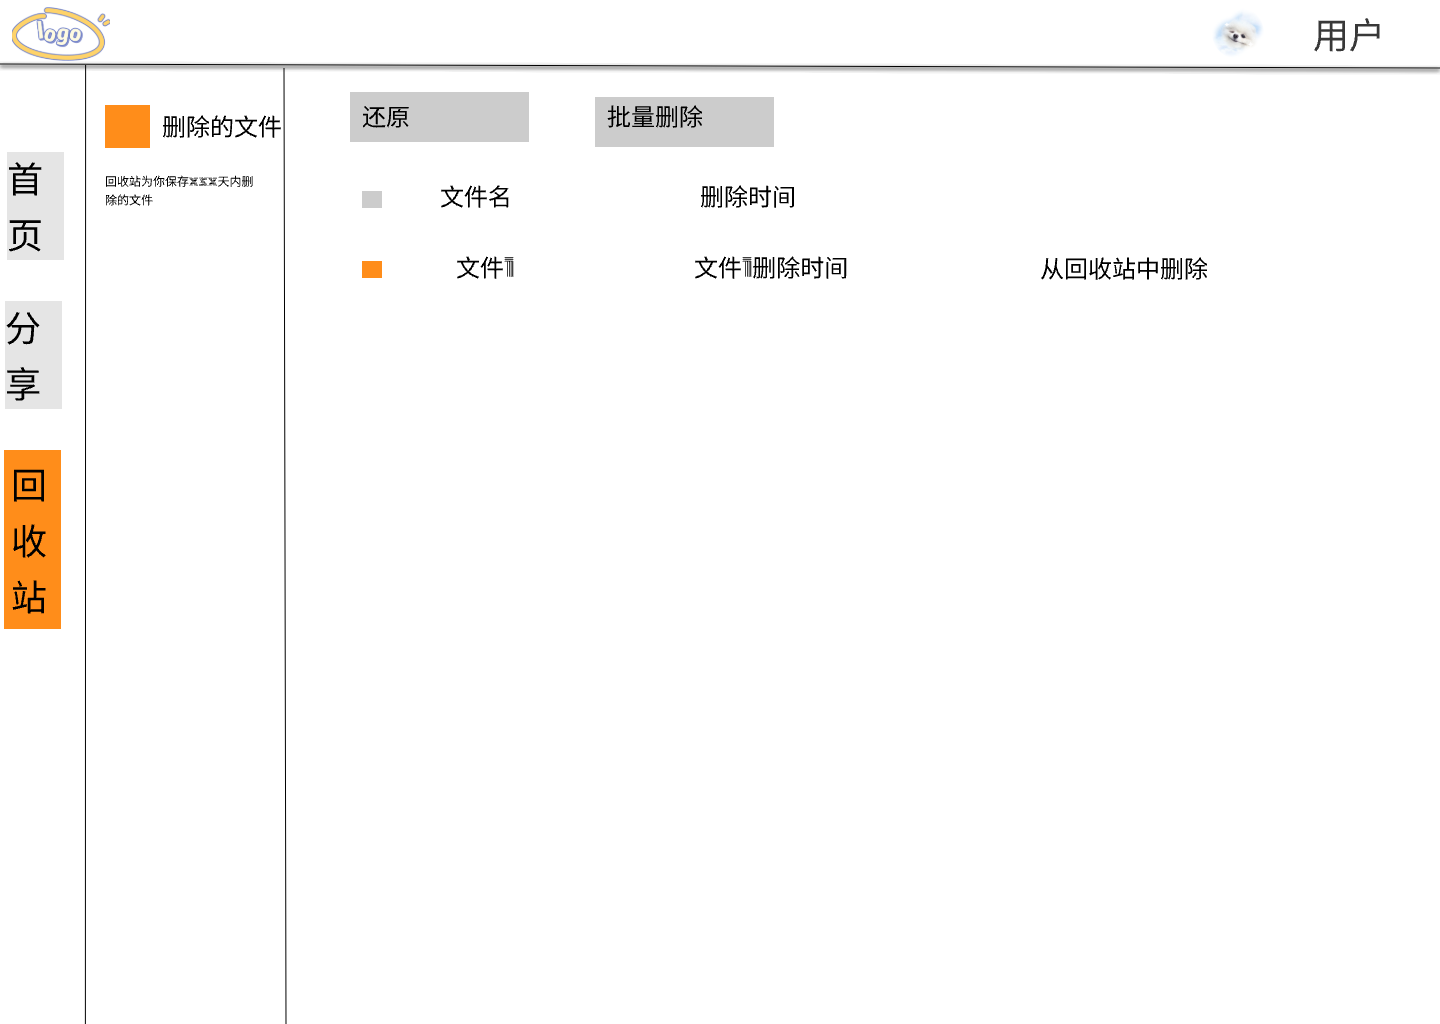 logo
用户
首
页
分
享
回
收
站
删除的文件
回收站为你保存天内删
除的文件
还原
批量删除
文件名
删除时间
文件
文件 删除时间
从回收站中删除